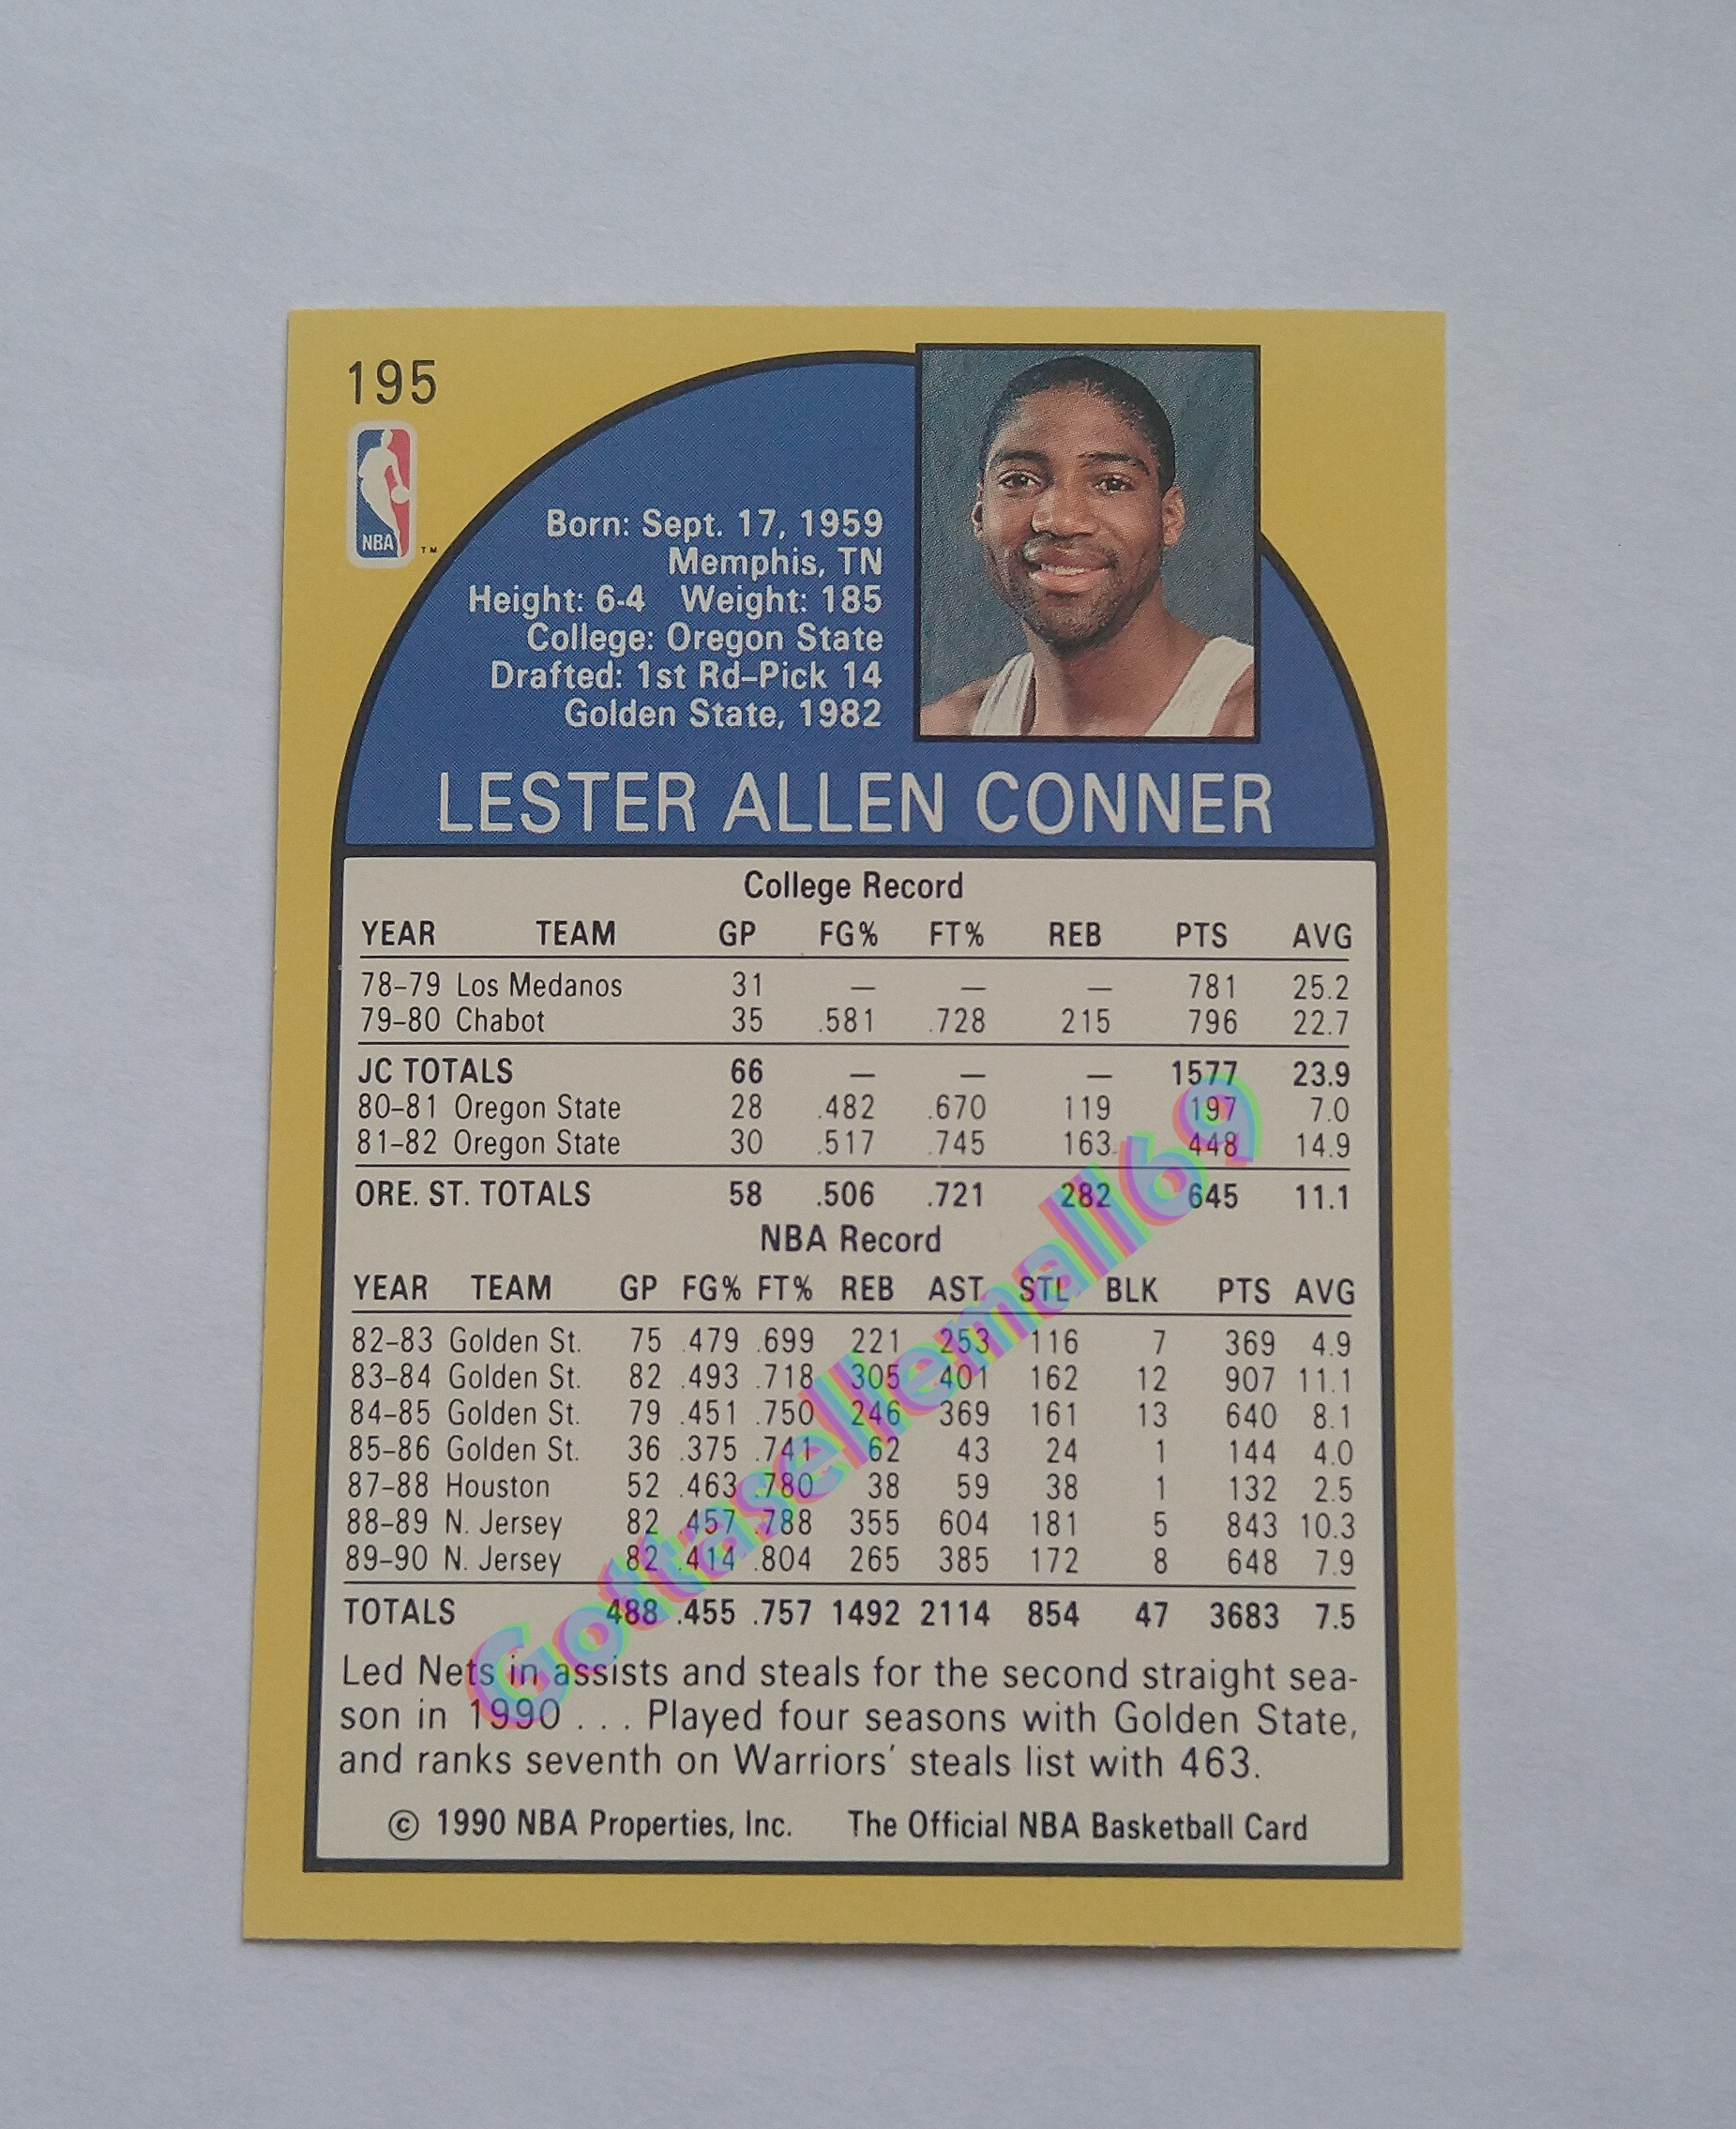 195
NBA
TM
Born: Sept. 17, 1959
Memphis, TN
Height: 6-4 Weight: 185
College: Oregon State
Drafted: 1st Rd–Pick 14
Golden State, 1982
LESTER ALLEN CONNER
College Record
YEAR TEAM GP FG% FT% REB PTS AVG
78–79 Los Medanos 31 — — — 781 25.2
79–80 Chabot 35 .581 .728 215 796 22.7
JC TOTALS 66 — — — 1577 23.9
80–81 Oregon State 28 .482 .670 119 197 7.0
81–82 Oregon State 30 .517 .745 163 448 14.9
ORE. ST. TOTALS 58 .506 .721 282 645 11.1
NBA Record
YEAR TEAM GP FG% FT% REB AST STL BLK PTS AVG
82–83 Golden St. 75 .479 .699 221 253 116 7 369 4.9
83–84 Golden St. 82 .493 .718 305 401 162 12 907 11.1
84–85 Golden St. 79 .451 .750 246 369 161 13 640 8.1
85–86 Golden St. 36 .375 .741 62 43 24 1 144 4.0
87–88 Houston 52 .463 .780 38 59 38 1 132 2.5
88–89 N. Jersey 82 .457 .788 355 604 181 5 843 10.3
89–90 N. Jersey 82 .414 .804 265 385 172 8 648 7.9
TOTALS 488 .455 .757 1492 2114 854 47 3683 7.5
Led Nets in assists and steals for the second straight sea-
son in 1990 . . . Played four seasons with Golden State,
and ranks seventh on Warriors' steals list with 463.
© 1990 NBA Properties, Inc. The Official NBA Basketball Card
Gottasellemall69